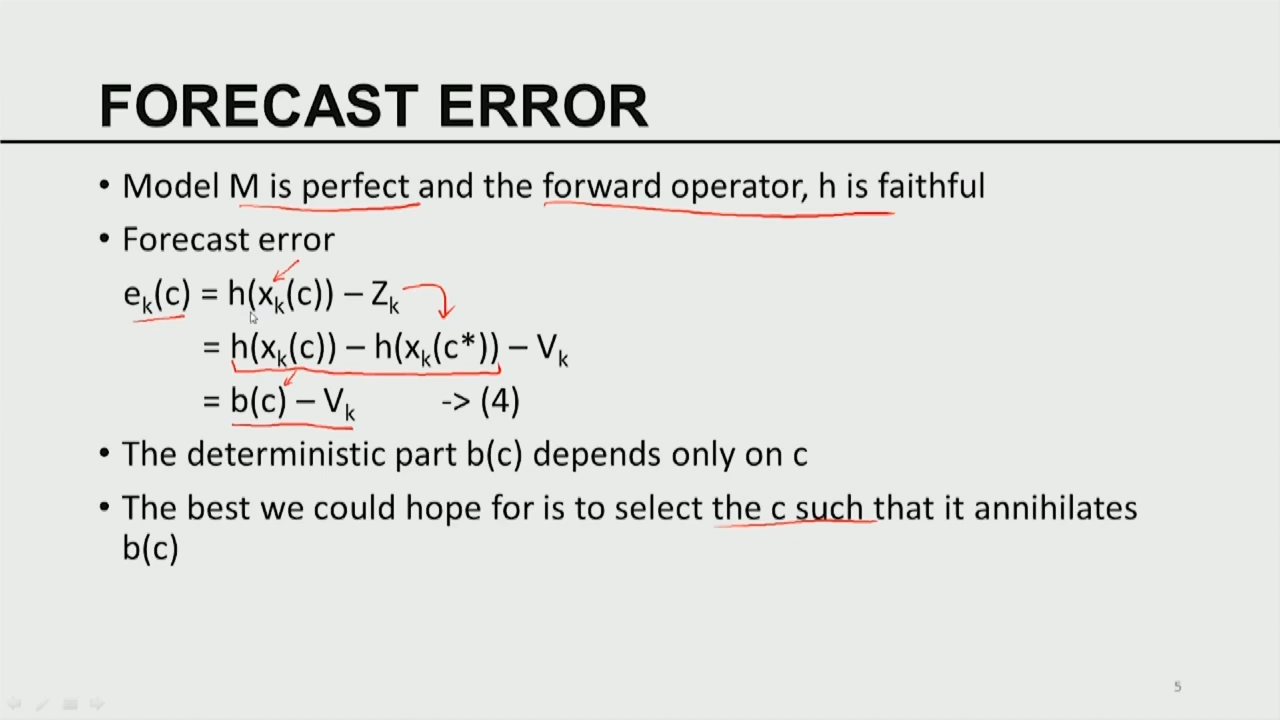 FORECAST ERROR
• Model M is perfect and the forward operator, h is faithful
• Forecast error
eₖ(c) = h(xₖ(c)) – Zₖ
= h(xₖ(c)) – h(xₖ(c*)) – Vₖ
= b(c) – Vₖ -> (4)
• The deterministic part b(c) depends only on c
• The best we could hope for is to select the c such that it annihilates
b(c)
5